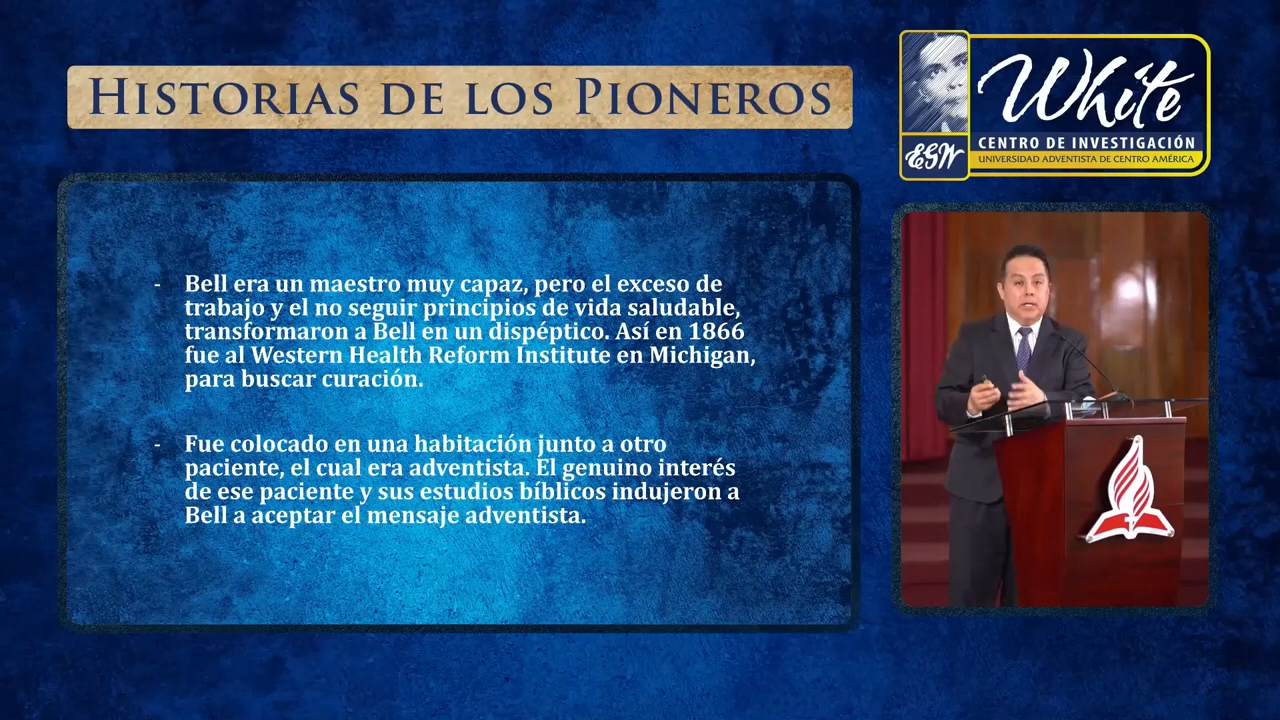 Historias de los Pioneros
White
CENTRO DE INVESTIGACIÓN
UNIVERSIDAD ADVENTISTA DE CENTRO AMÉRICA
EGW
- Bell era un maestro muy capaz, pero el exceso de
trabajo y el no seguir principios de vida saludable,
transformaron a Bell en un dispéptico. Así en 1866
fue al Western Health Reform Institute en Michigan,
para buscar curación.
- Fue colocado en una habitación junto a otro
paciente, el cual era adventista. El genuino interés
de ese paciente y sus estudios bíblicos indujeron a
Bell a aceptar el mensaje adventista.